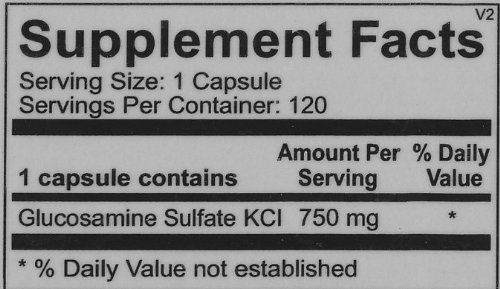 V2
Supplement Facts
Serving Size: 1 Capsule
Servings Per Container: 120
Amount Per % Daily
1 capsule contains Serving Value
Glucosamine Sulfate KCl 750 mg *
* % Daily Value not established